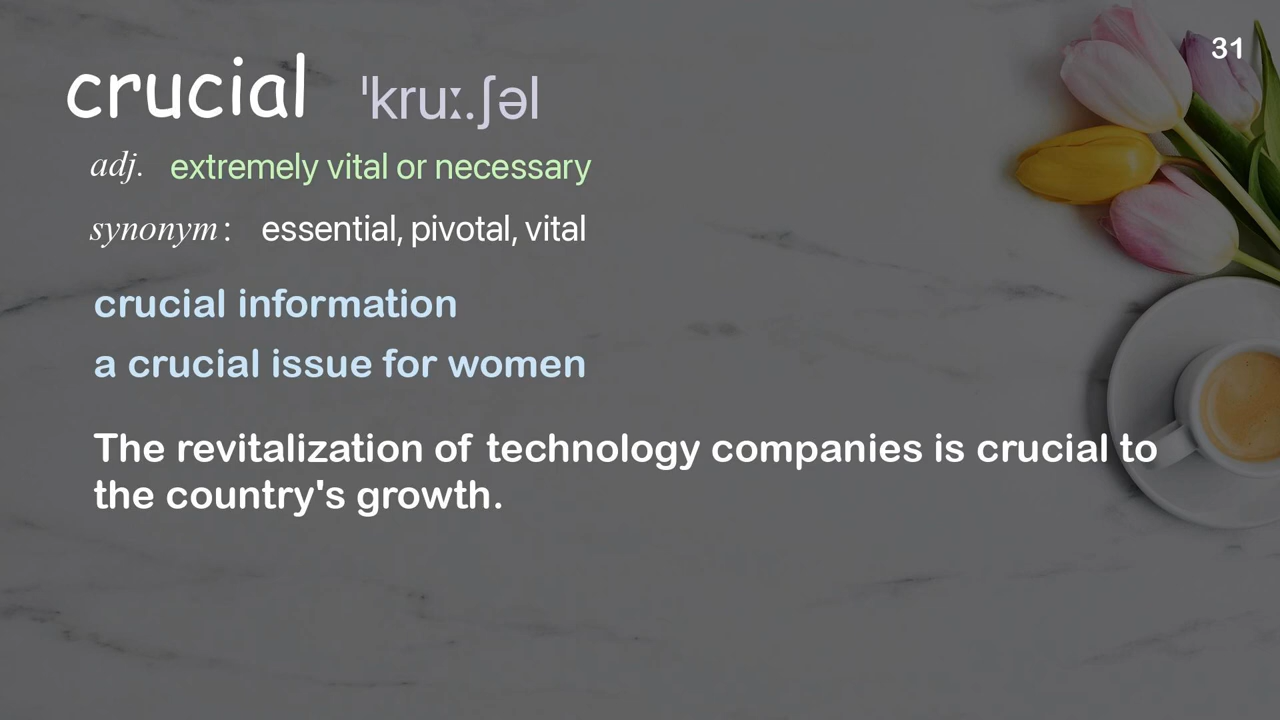 31
crucial ˈkruː.ʃəl
adj. extremely vital or necessary
synonym: essential, pivotal, vital
crucial information
a crucial issue for women
The revitalization of technology companies is crucial to
the country's growth.